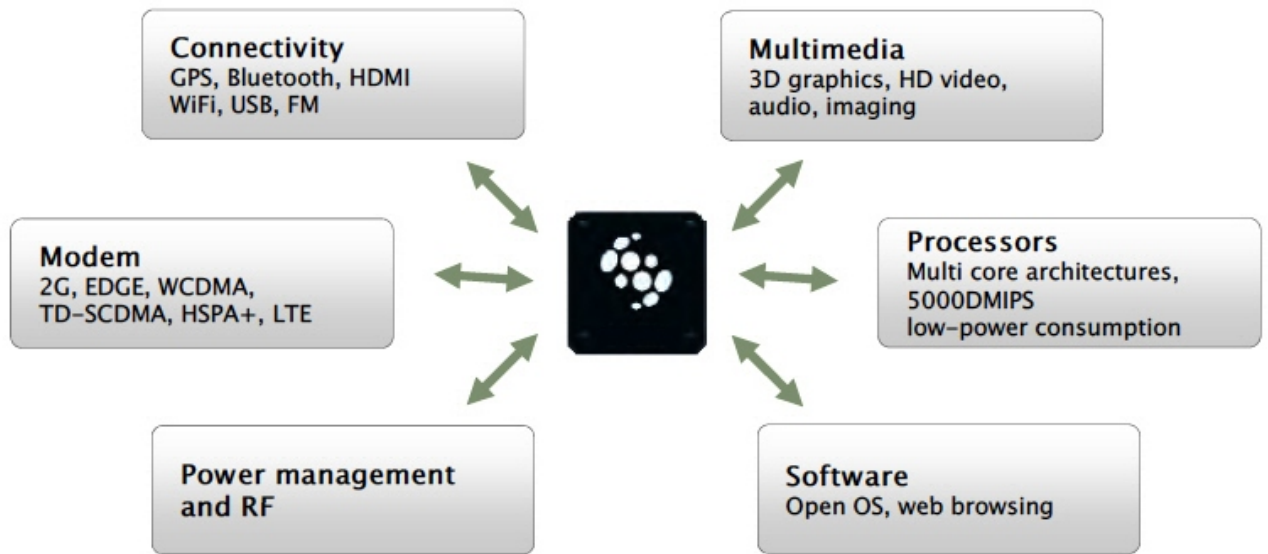 Connectivity
GPS, Bluetooth, HDMI
WiFi, USB, FM
Multimedia
3D graphics, HD video,
audio, imaging
Modem
2G, EDGE, WCDMA,
TD-SCDMA, HSPA+, LTE
Processors
Multi core architectures,
5000DMIPS
low-power consumption
Power management
and RF
Software
Open OS, web browsing